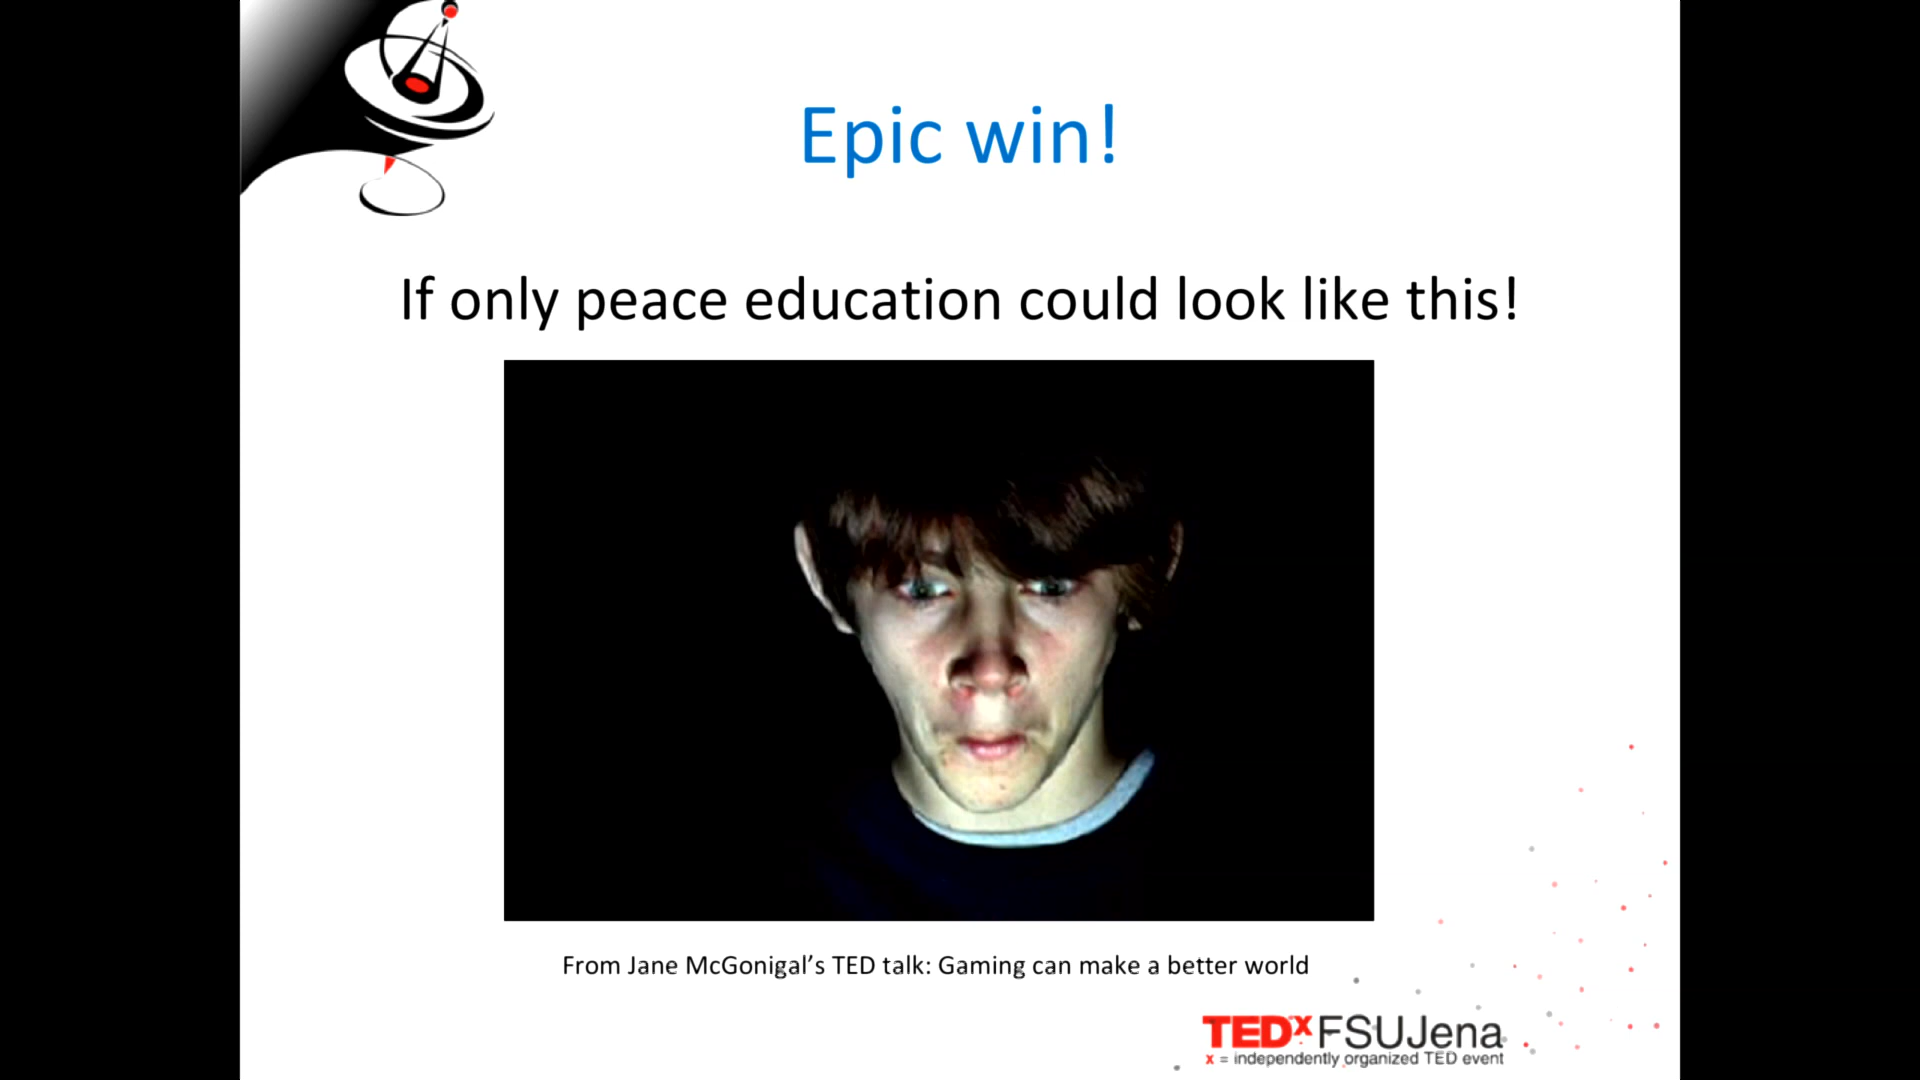 Epic win!
If only peace education could look like this!
From Jane McGonigal’s TED talk: Gaming can make a better world
TEDxFSUJena
x = independently organized TED event